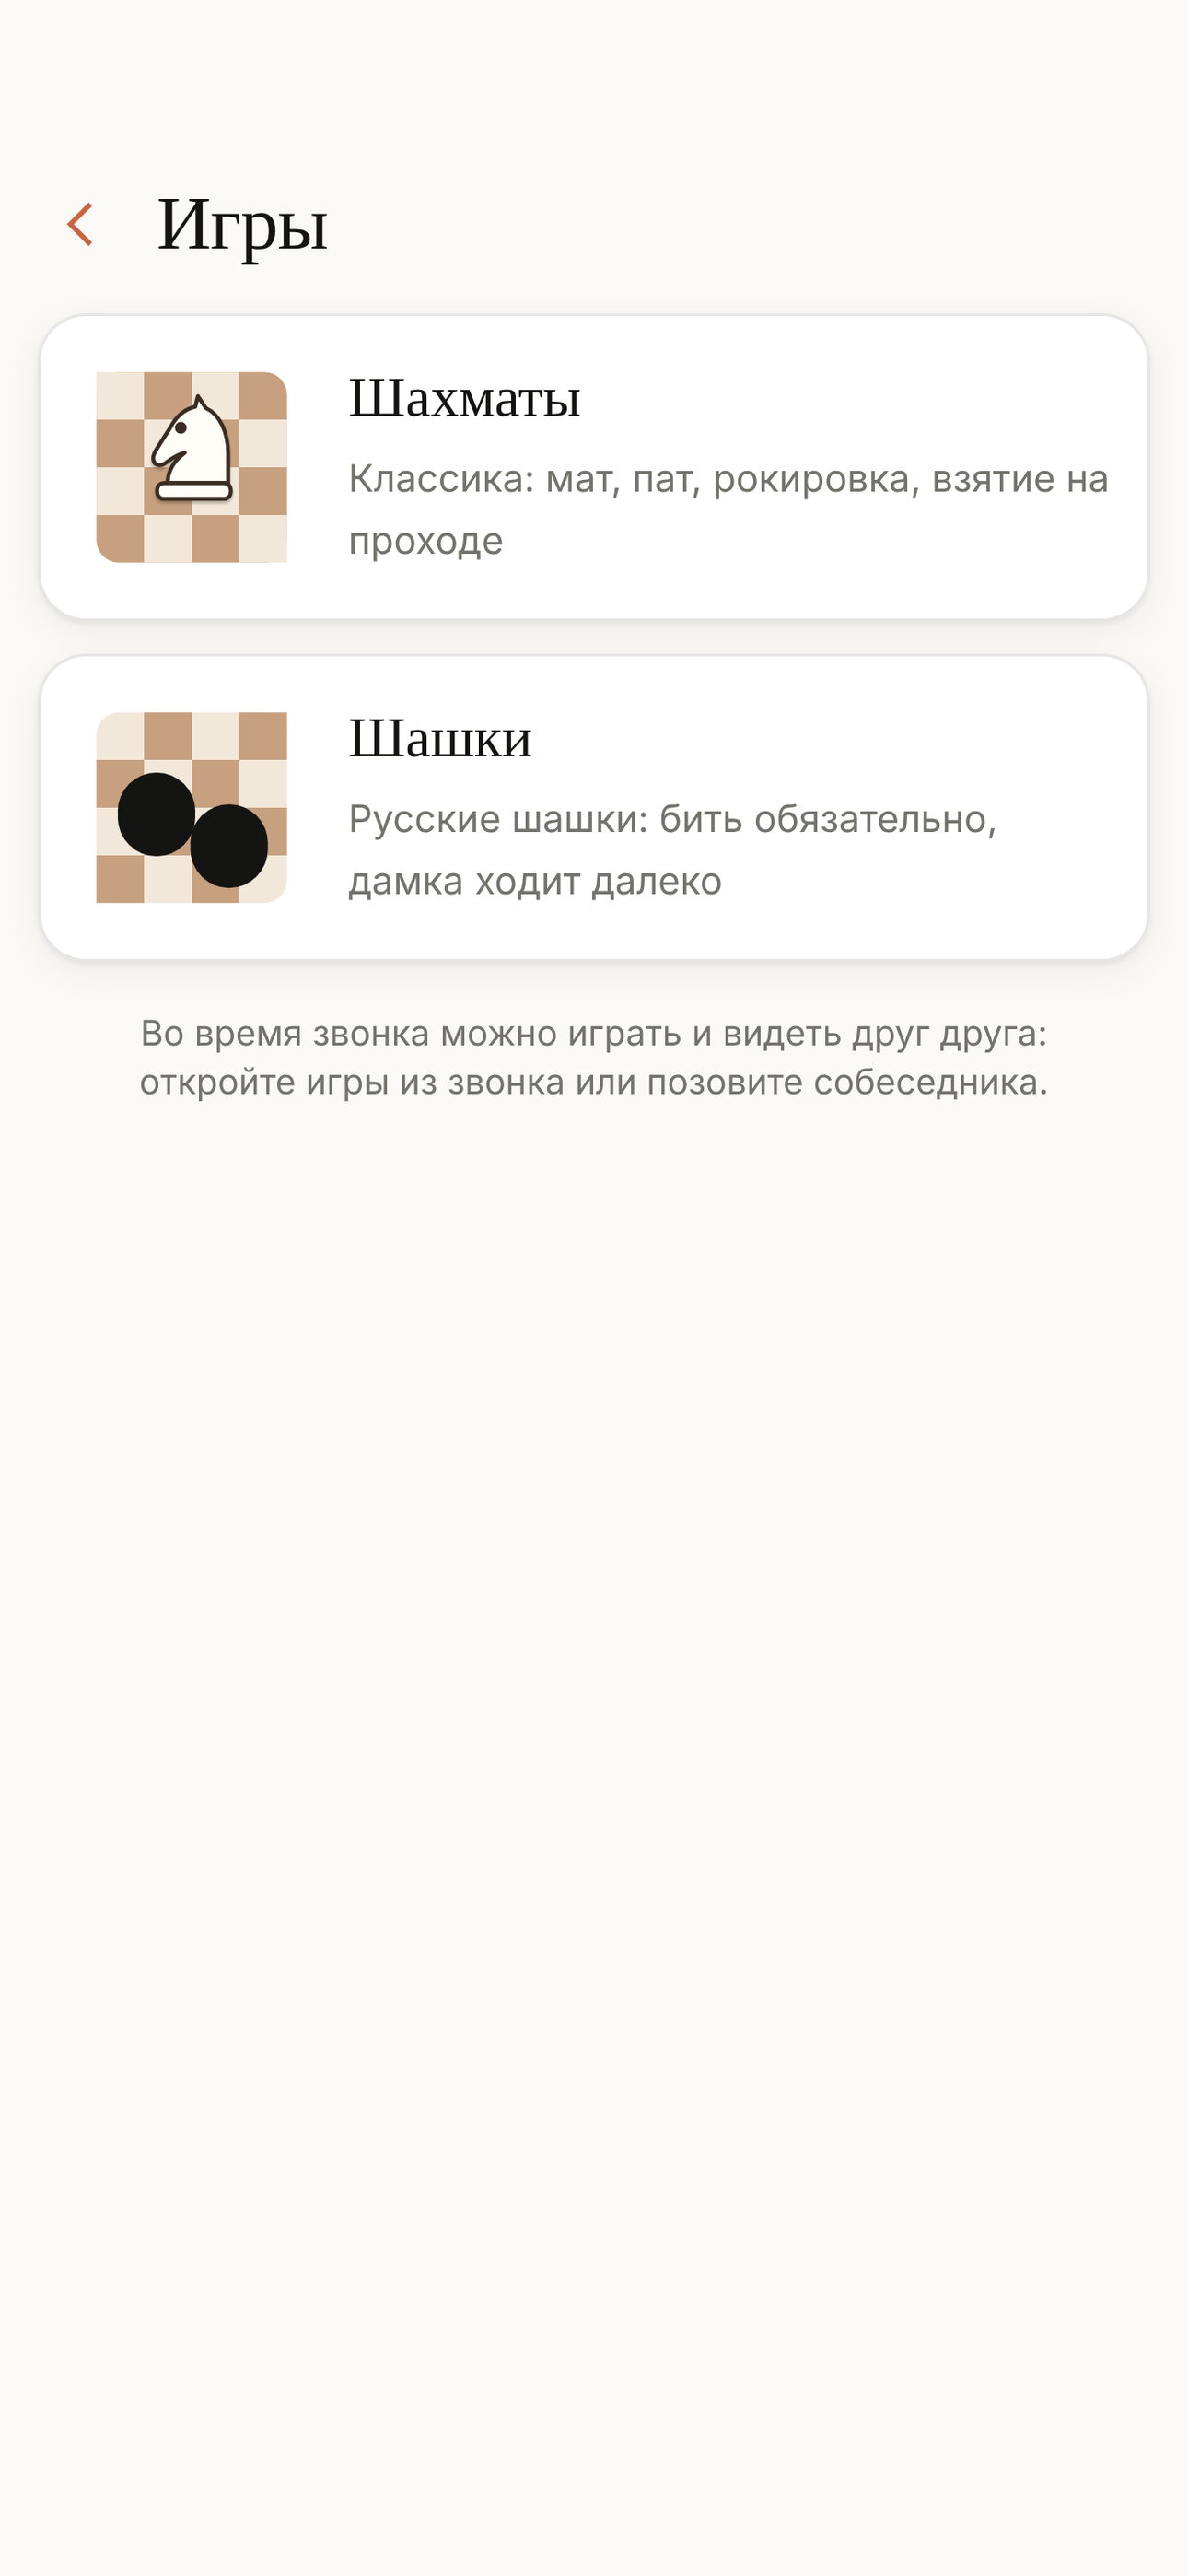 Игры
Шахматы
Классика: мат, пат, рокировка, взятие на
проходе
Шашки
Русские шашки: бить обязательно,
дамка ходит далеко
Во время звонка можно играть и видеть друг друга:
откройте игры из звонка или позовите собеседника.